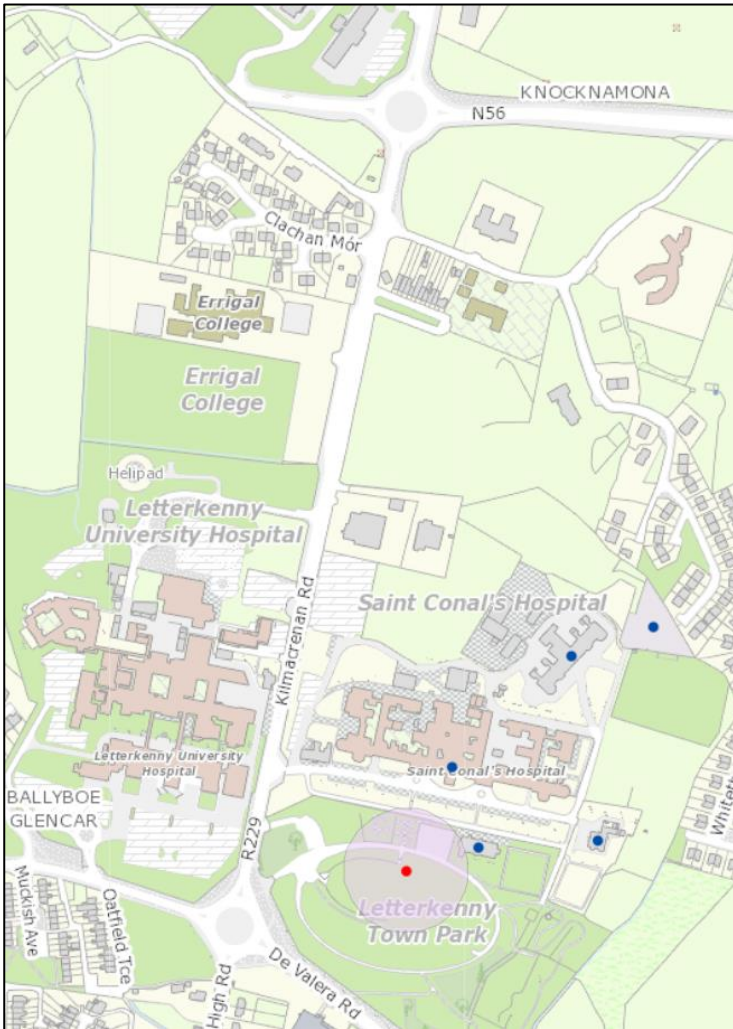 KNOCKNAMONA
N56
Clachan Mór
Errigal
College
Errigal
College
Helipad
Letterkenny
University Hospital
Kilmacrenan Rd
Saint Conal's Hospital
Letterkenny University
Hospital
Saint Conal's Hospital
BALLYBOE
GLENCAR
R229
Muckish Ave
Oatfield Tce
Letterkenny
Town Park
High Rd
De Valera Rd